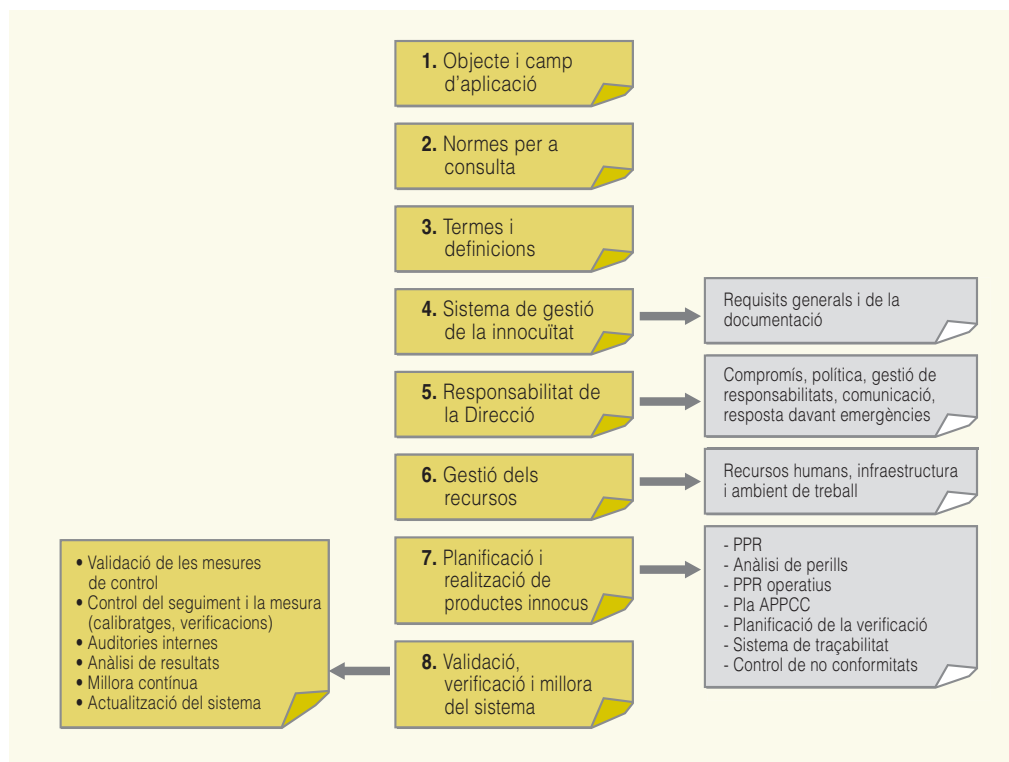 1. Objecte i camp
d'aplicació
2. Normes per a
consulta
3. Termes i
definicions
4. Sistema de gestió
de la innocuïtat
Requisits generals i de la
documentació
5. Responsabilitat de
la Direcció
Compromís, política, gestió de
responsabilitats, comunicació,
resposta davant emergències
6. Gestió dels
recursos
Recursos humans, infraestructura
i ambient de treball
7. Planificació i
realització de
productes innocus
- PPR
- Anàlisi de perills
- PPR operatius
- Pla APPCC
- Planificació de la verificació
- Sistema de traçabilitat
- Control de no conformitats
8. Validació,
verificació i millora
del sistema
• Validació de les mesures
de control
• Control del seguiment i la mesura
(calibratges, verificacions)
• Auditories internes
• Anàlisi de resultats
• Millora contínua
• Actualització del sistema